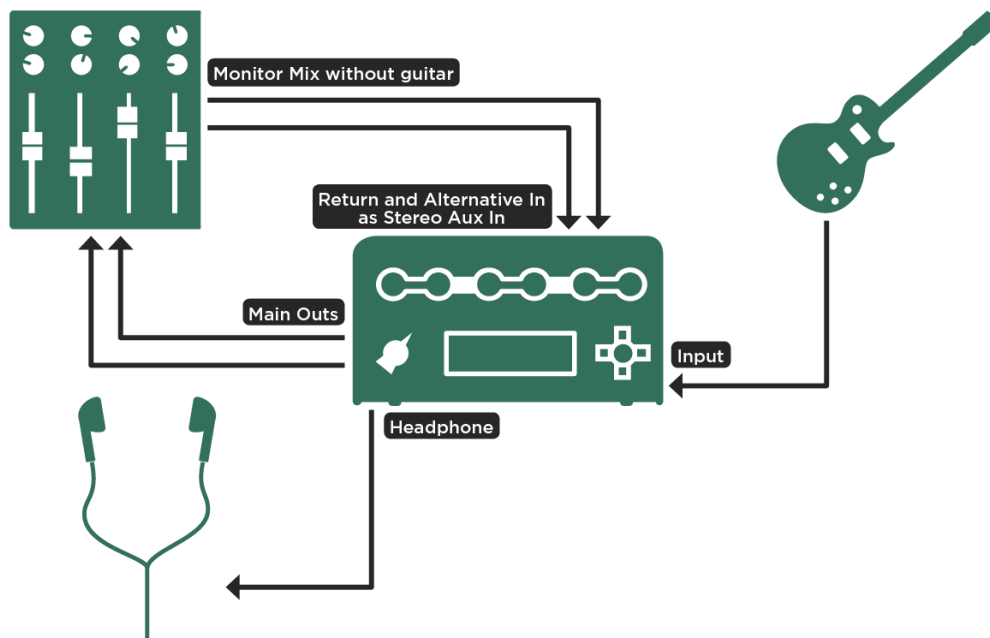 Monitor Mix without guitar
Return and Alternative In
as Stereo Aux In
Main Outs
Input
Headphone